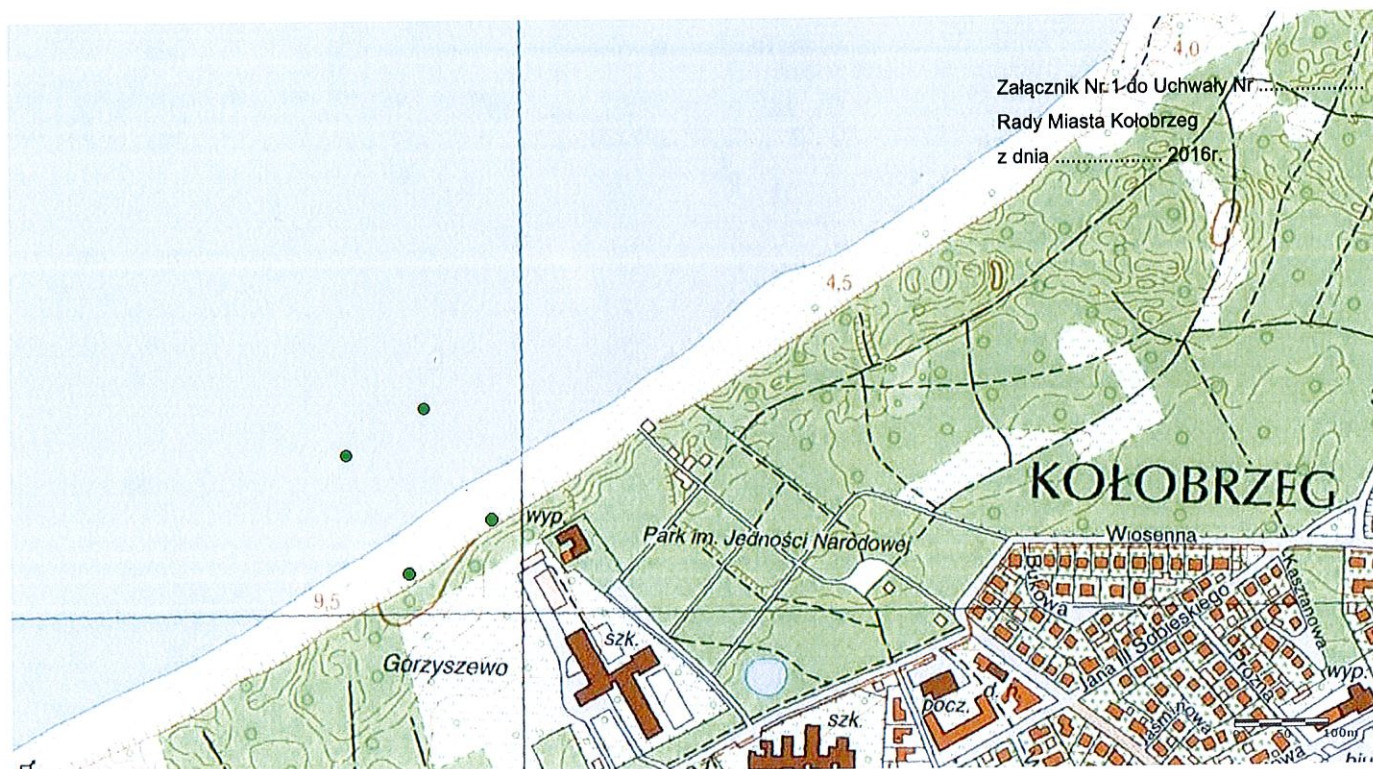 4,0
Załącznik Nr 1 do Uchwały Nr ....................
Rady Miasta Kołobrzeg
z dnia ................... 2016r.
4,5
KOŁOBRZEG
wyp.
Park im. Jedności Narodowej
Wiosenna
Bukowa
Kasztanowa
9,5
szk.
Jana III Sobieskiego
Gorzyszewo
wyp.
pocz.
d.
szk.
50
100m